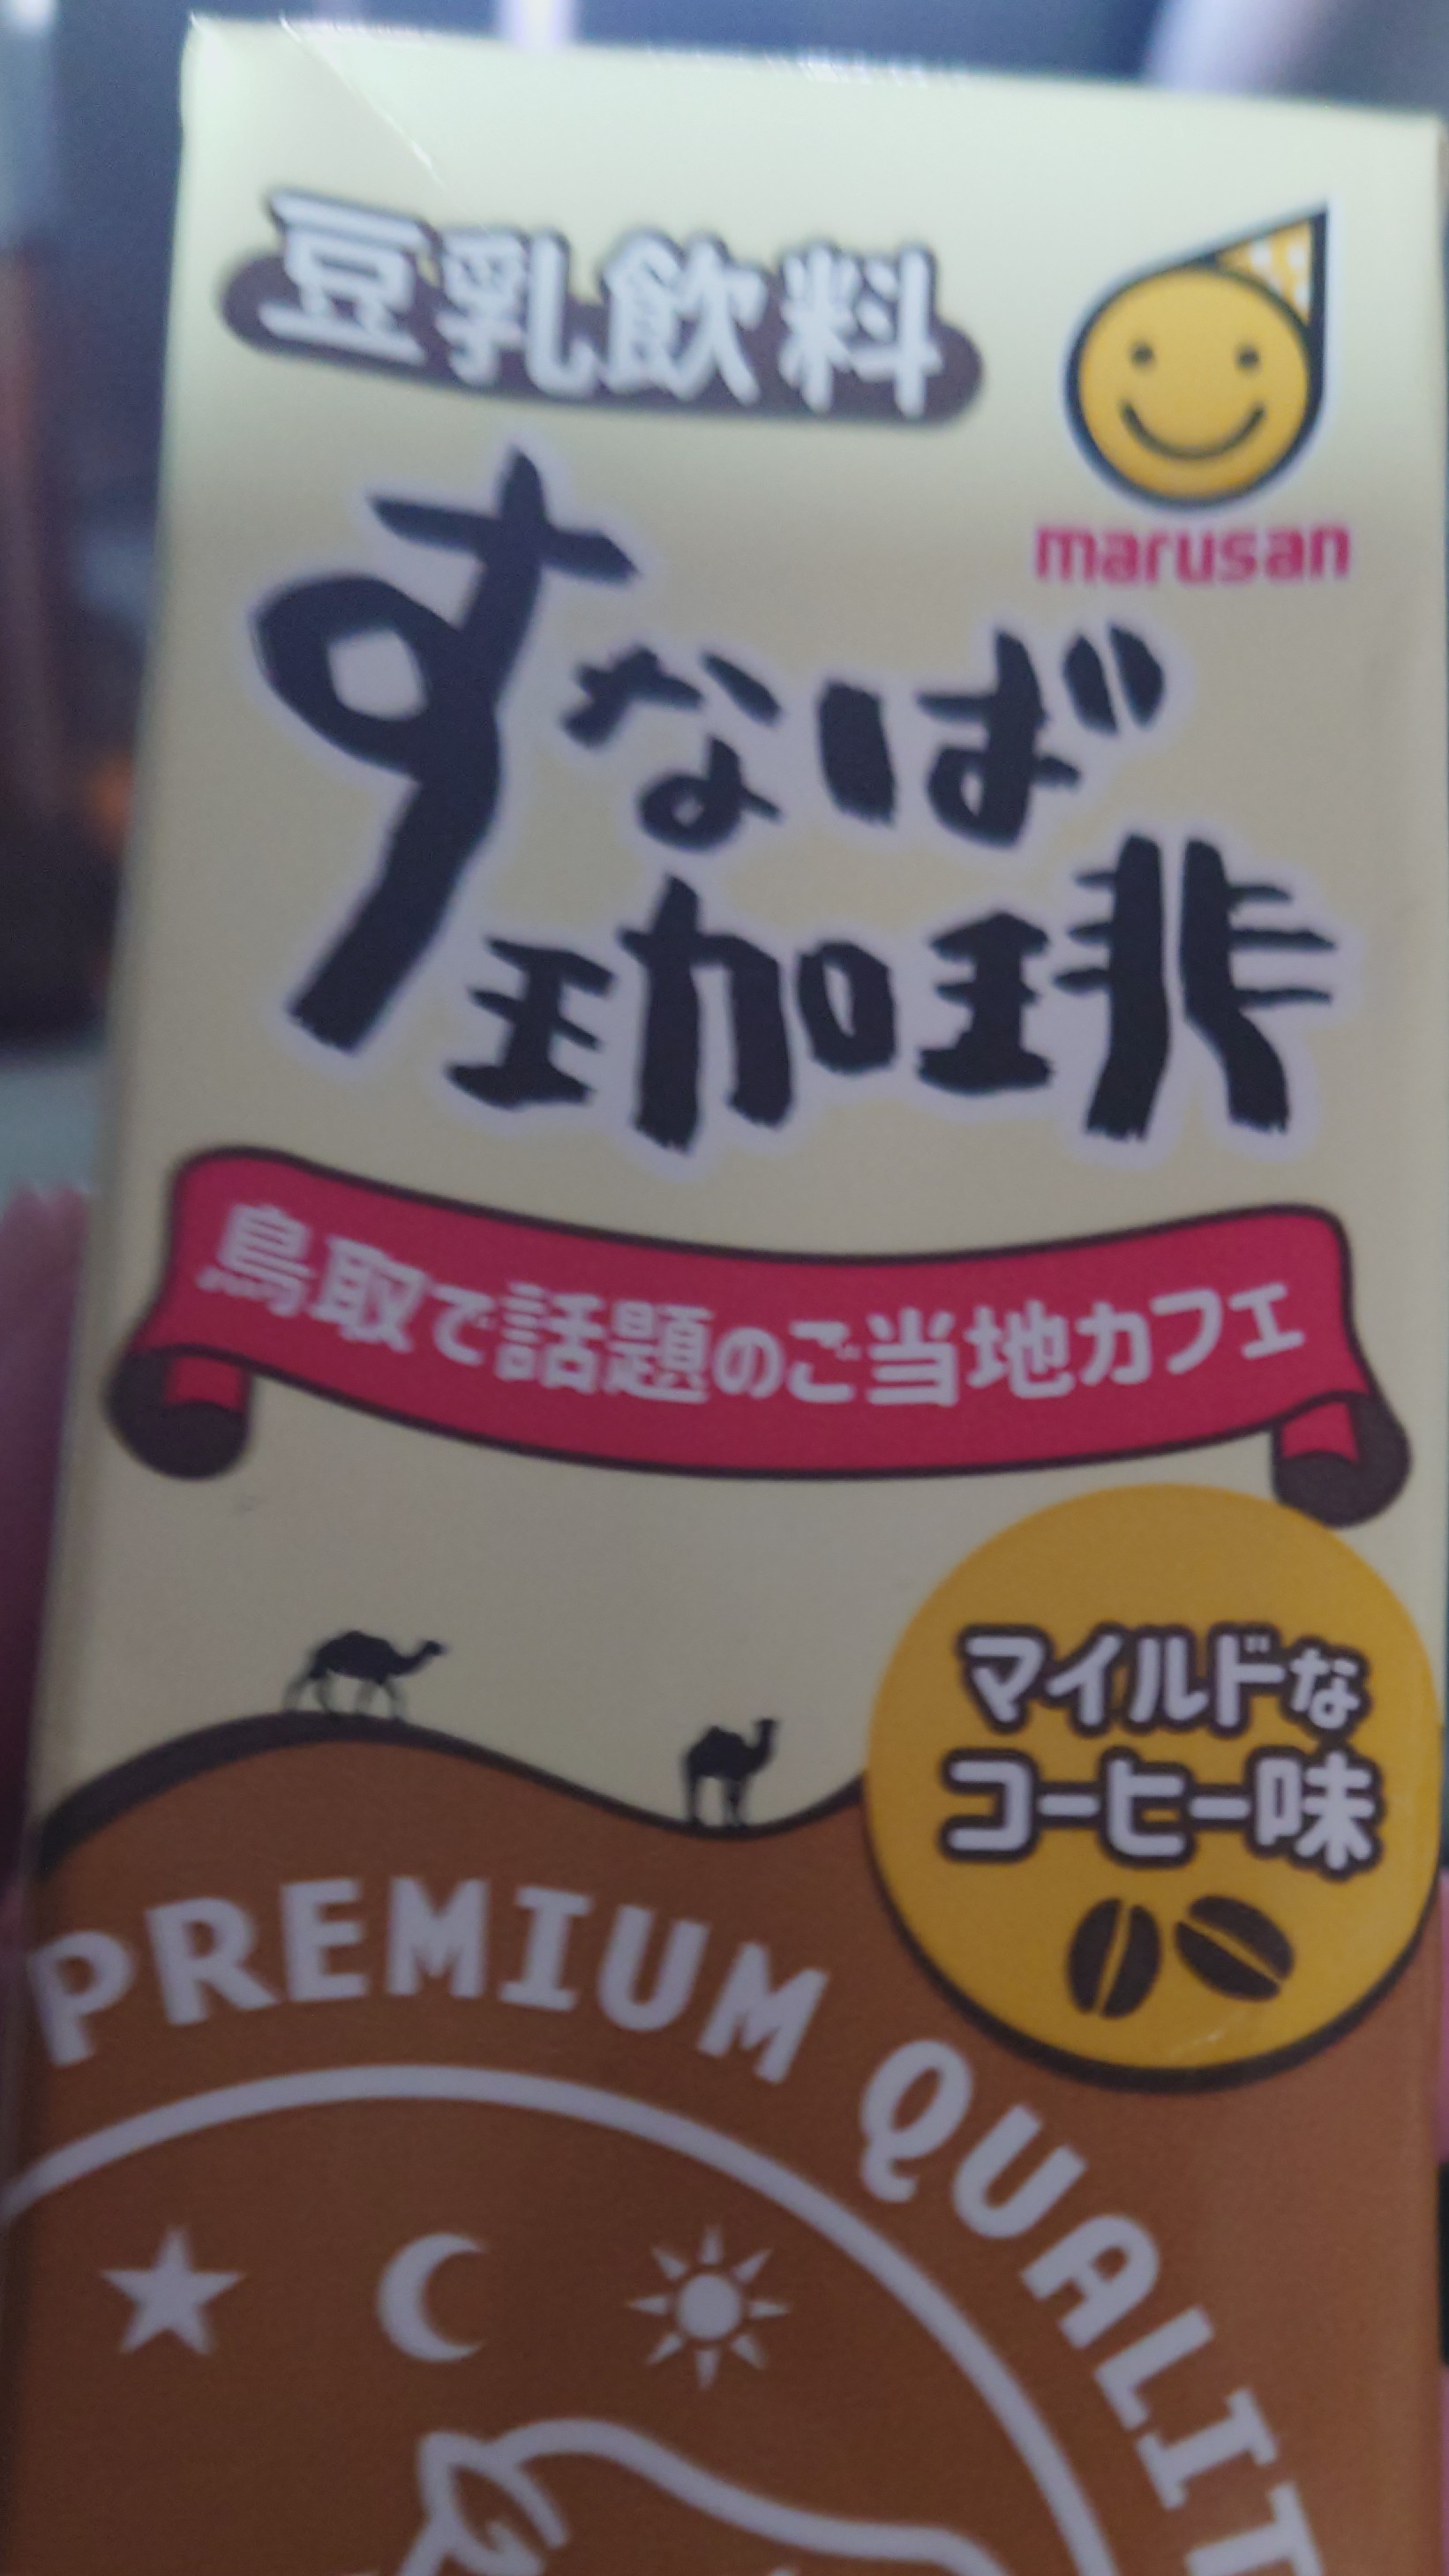 豆乳飲料
marusan
すなば
珈琲
鳥取で話題のご当地カフェ
マイルドな
コーヒー味
PREMIUM QUALIT